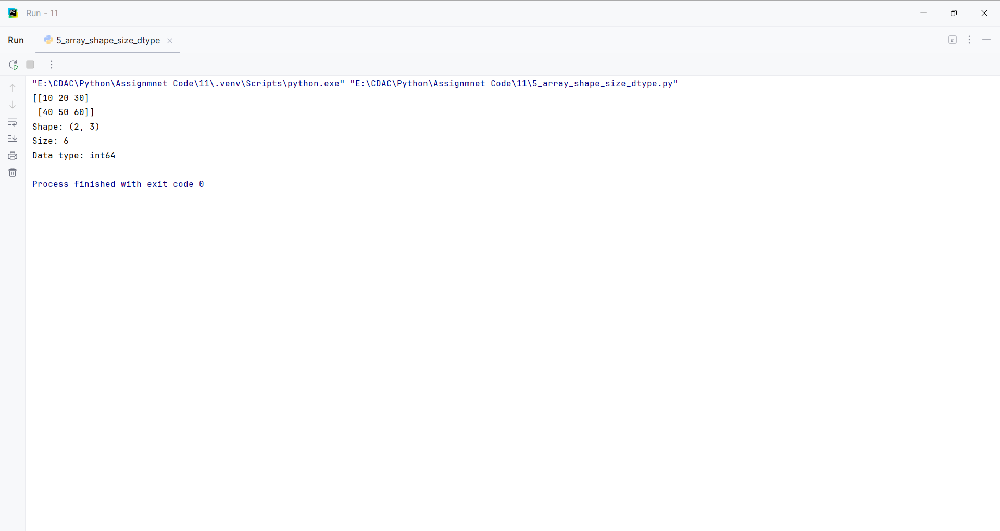 PC
Run - 11
Run 5_array_shape_size_dtype
"E:\CDAC\Python\Assignmnet Code\11\.venv\Scripts\python.exe" "E:\CDAC\Python\Assignmnet Code\11\5_array_shape_size_dtype.py"
[[10 20 30]
 [40 50 60]]
Shape: (2, 3)
Size: 6
Data type: int64
Process finished with exit code 0